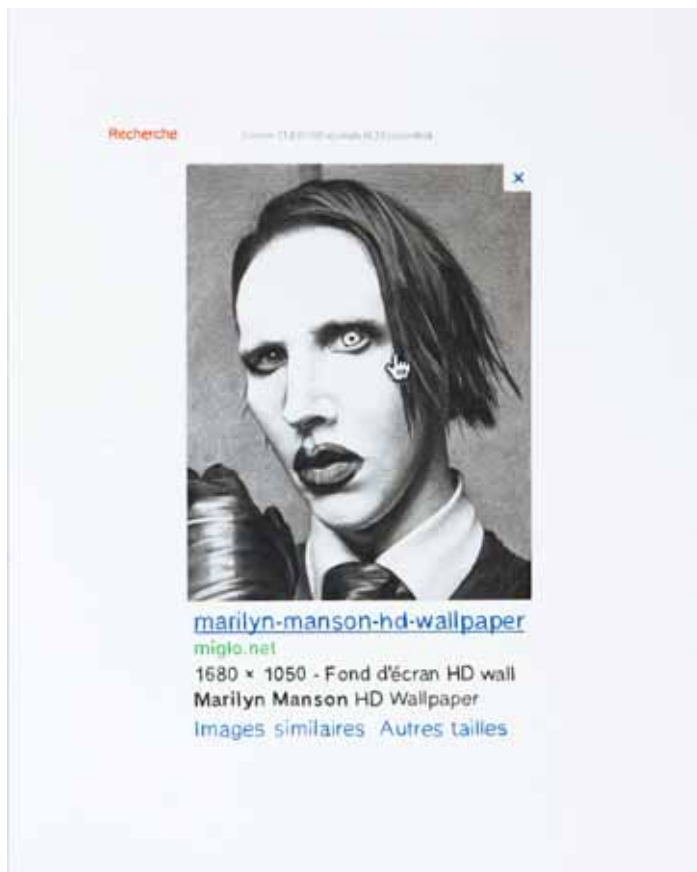 Recherche
×
marilyn-manson-hd-wallpaper
miglo.net
1680 × 1050 - Fond d'écran HD wall
Marilyn Manson HD Wallpaper
Images similaires Autres tailles